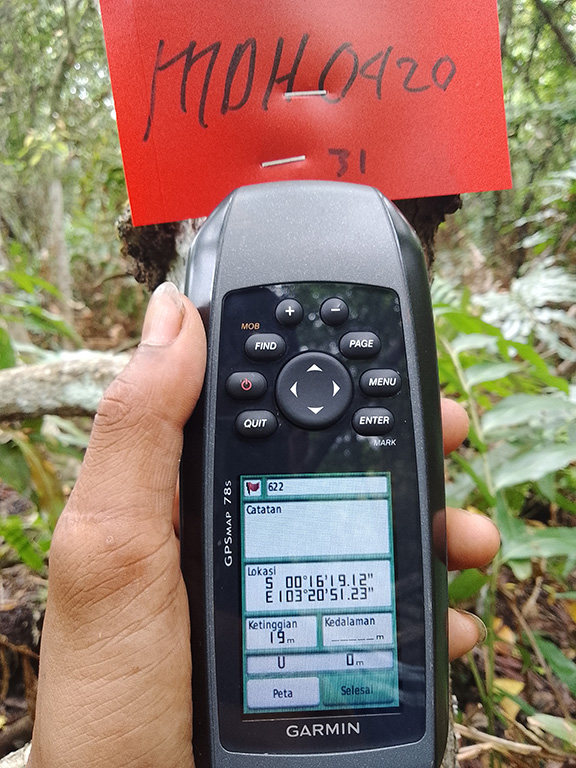 MDH0420
31
+
-
MOB
FIND
PAGE
MENU
QUIT
ENTER
MARK
GPSMAP 78s
622
Catatan
Lokasi
S 00°16'19.12"
E103°20'51.23"
Ketinggian
Kedalaman
19m
_____m
U
0m
Peta
Selesai
GARMIN